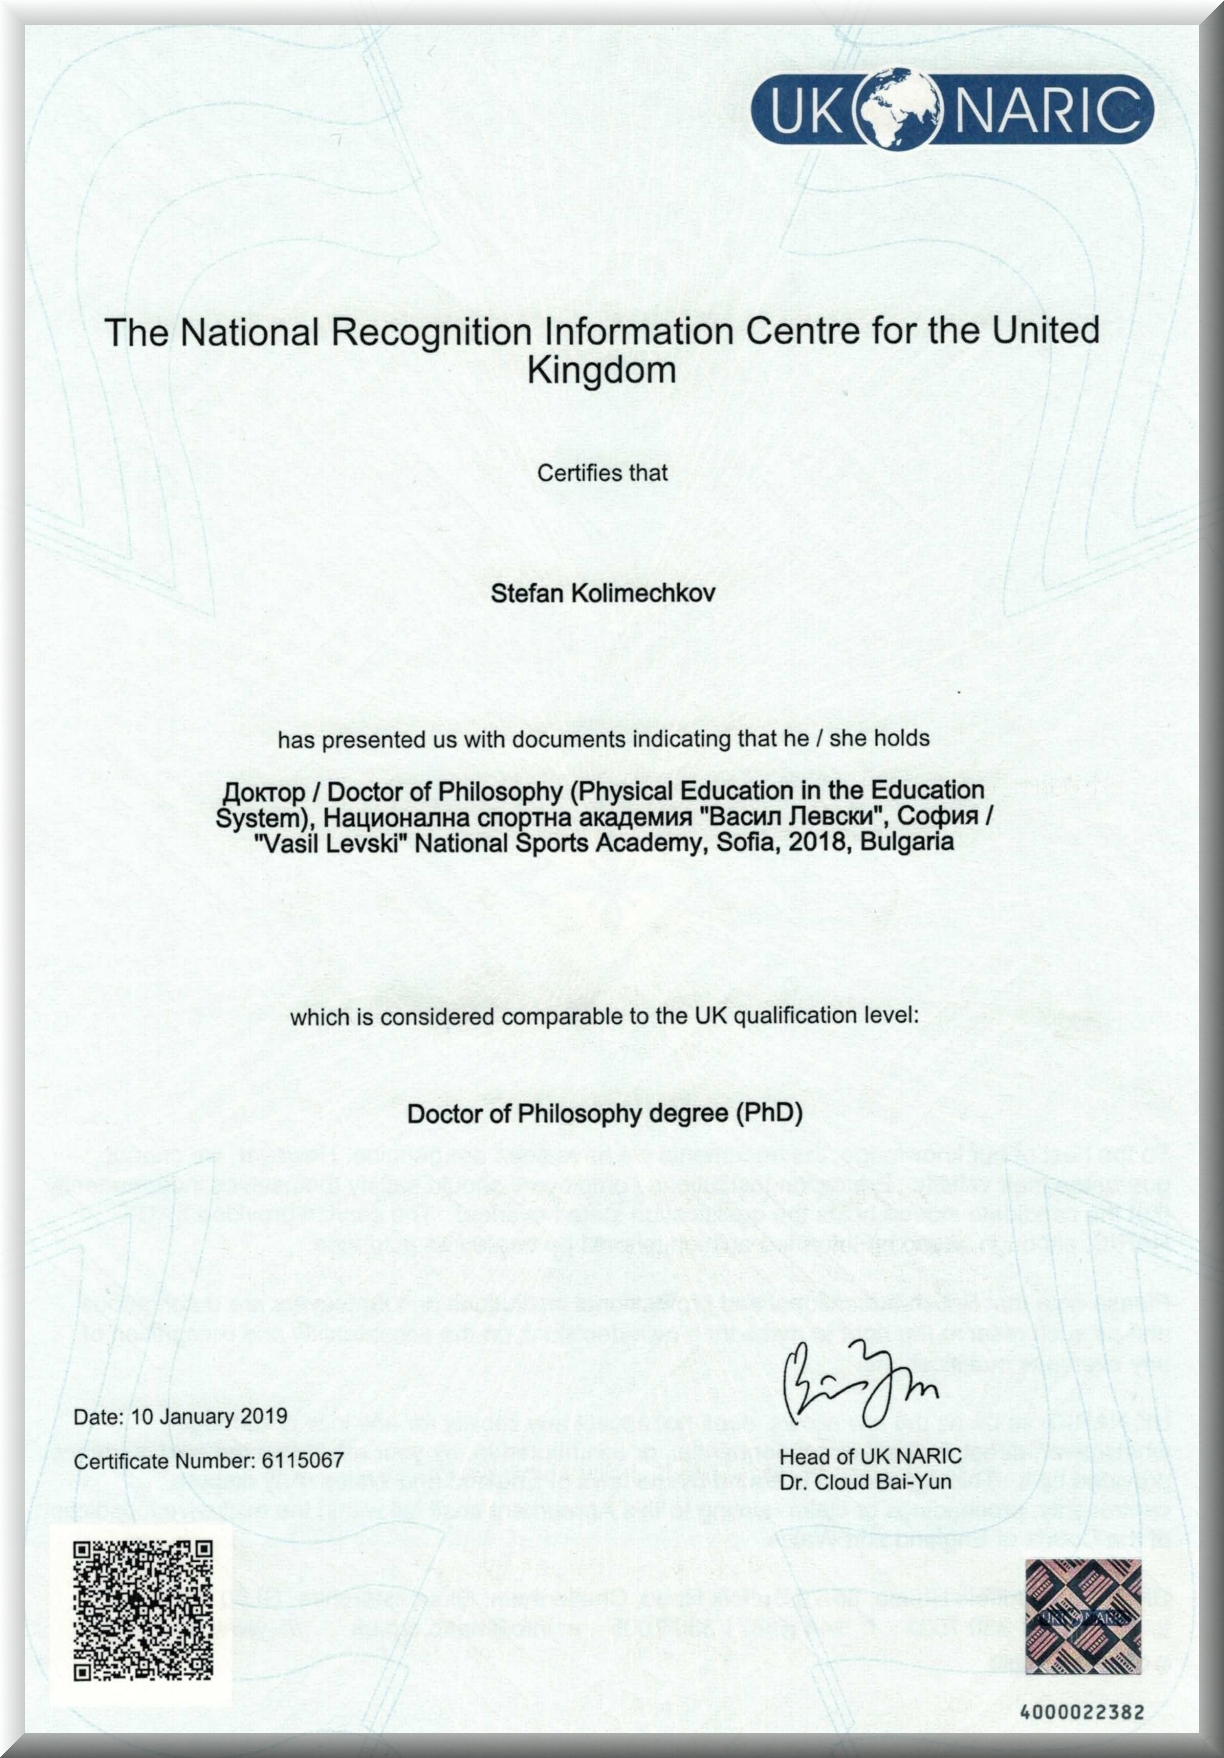 UK NARIC
The National Recognition Information Centre for the United
Kingdom
Certifies that
Stefan Kolimechkov
has presented us with documents indicating that he / she holds
Доктор / Doctor of Philosophy (Physical Education in the Education
System), Национална спортна академия "Васил Левски", София /
"Vasil Levski" National Sports Academy, Sofia, 2018, Bulgaria
which is considered comparable to the UK qualification level:
Doctor of Philosophy degree (PhD)
Date: 10 January 2019
Certificate Number: 6115067
Head of UK NARIC
Dr. Cloud Bai-Yun
UK NARIC
4000022382